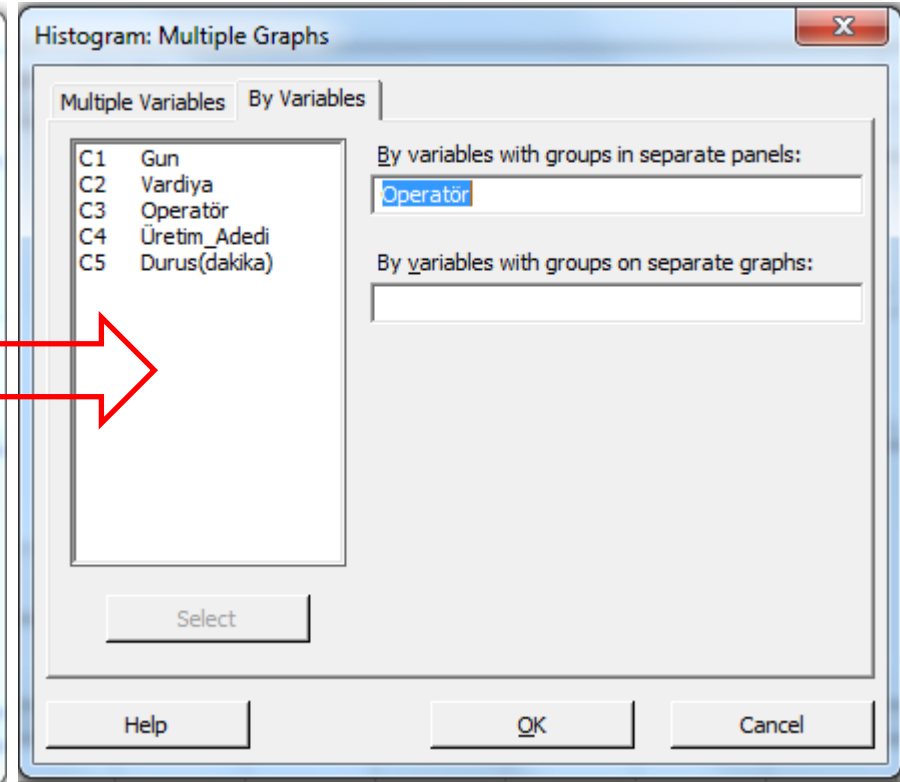 Histogram: Multiple Graphs
x
Multiple Variables By Variables
C1 Gun
C2 Vardiya
C3 Operatör
C4 Üretim_Adedi
C5 Durus(dakika)
By variables with groups in separate panels:
Operatör
By variables with groups on separate graphs:
Select
Help OK Cancel